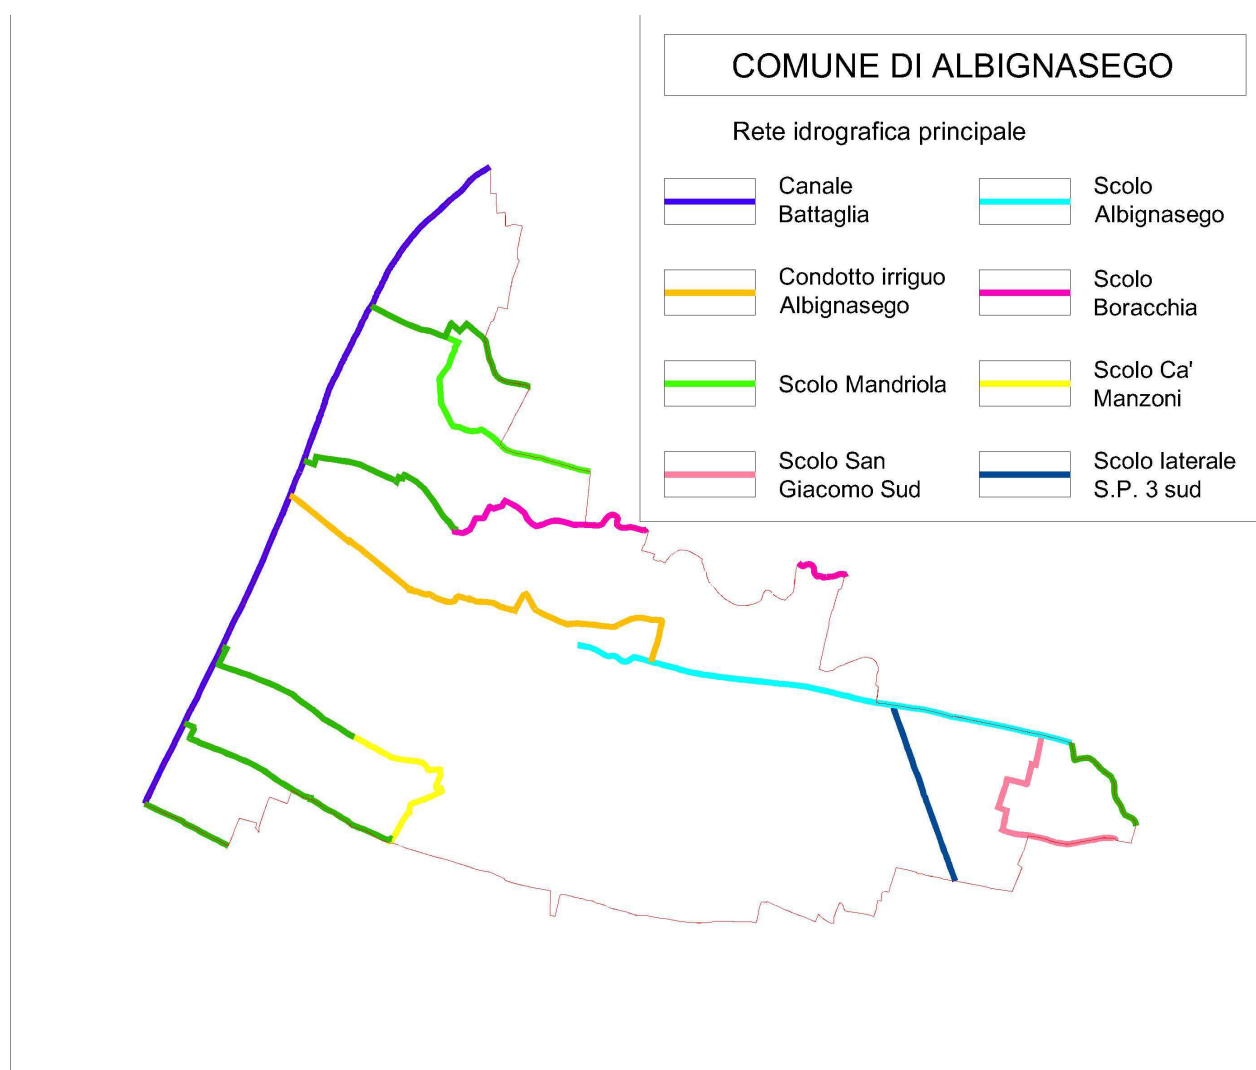 COMUNE DI ALBIGNASEGO
Rete idrografica principale
Canale
Battaglia
Scolo
Albignasego
Condotto irriguo
Albignasego
Scolo
Boracchia
Scolo Mandriola
Scolo Ca'
Manzoni
Scolo San
Giacomo Sud
Scolo laterale
S.P. 3 sud